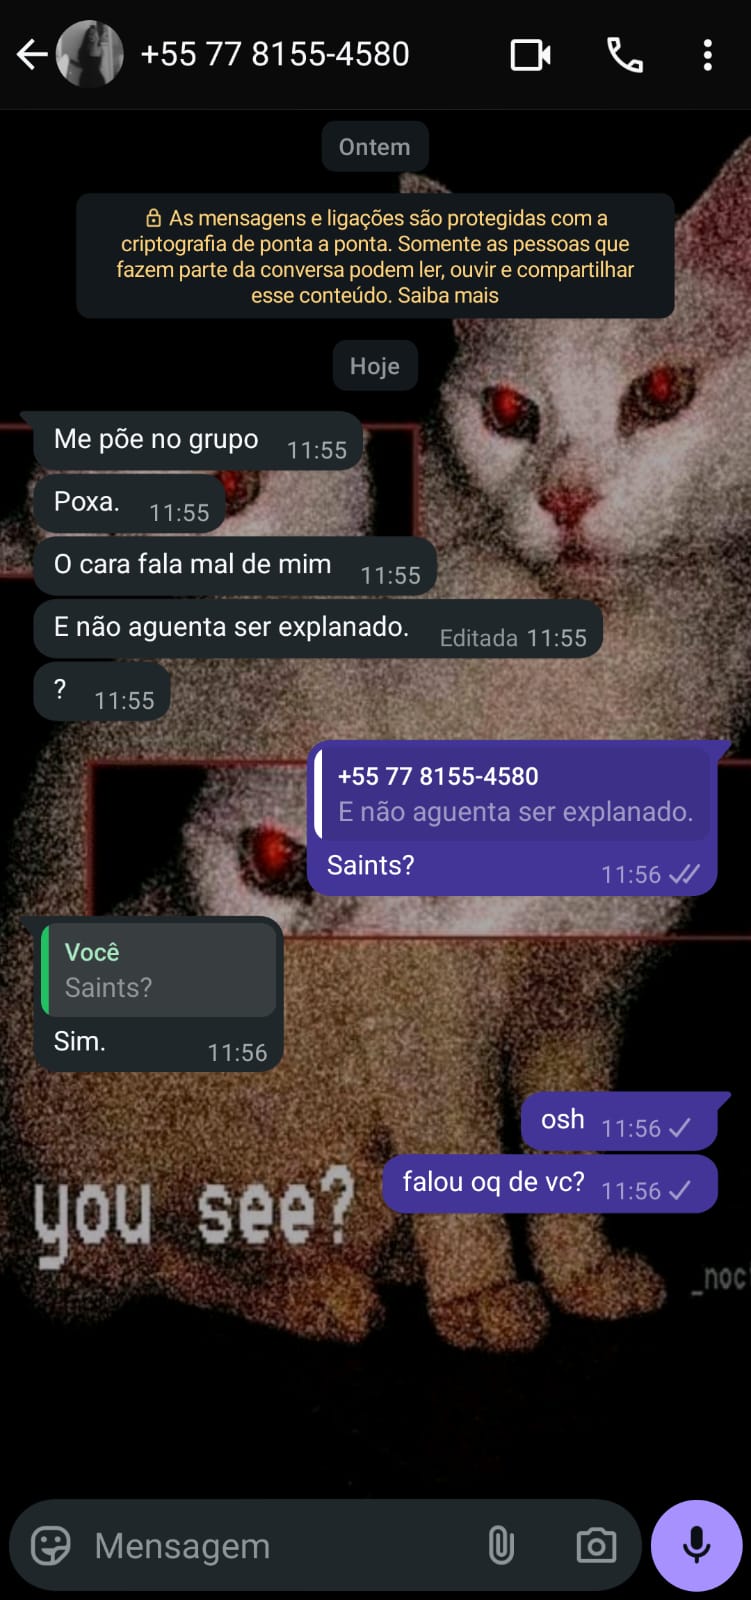 +55 77 8155-4580
Ontem
As mensagens e ligações são protegidas com a
criptografia de ponta a ponta. Somente as pessoas que
fazem parte da conversa podem ler, ouvir e compartilhar
esse conteúdo. Saiba mais
Hoje
Me põe no grupo 11:55
Poxa. 11:55
O cara fala mal de mim 11:55
E não aguenta ser explanado. Editada 11:55
? 11:55
+55 77 8155-4580
E não aguenta ser explanado.
Saints? 11:56
Você
Saints?
Sim. 11:56
osh 11:56
falou oq de vc? 11:56
you see?
_noc
Mensagem